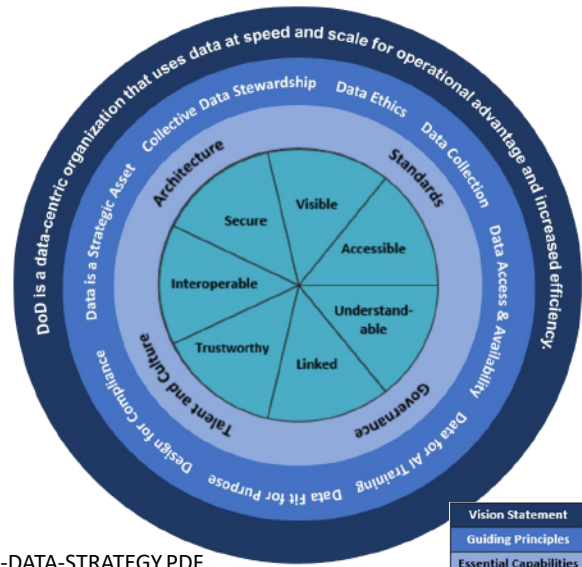 DoD is a data-centric organization that uses data at speed and scale for operational advantage and increased efficiency.
Data is a Strategic Asset
Collective Data Stewardship
Data Ethics
Data Collection
Data Access & Availability
Data for AI Training
Data Fit for Purpose
Design for Compliance
Architecture
Standards
Governance
Talent and Culture
Visible
Accessible
Understand-
able
Linked
Trustworthy
Interoperable
Secure
Vision Statement
Guiding Principles
Essential Capabilities
-DATA-STRATEGY.PDF